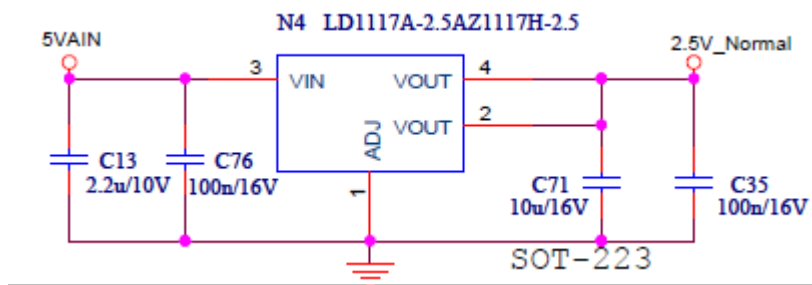 N4 LD1117A-2.5AZ1117H-2.5
5VAIN
2.5V_Normal
3
VIN
VOUT
4
VOUT
2
ADJ
1
C13
2.2u/10V
C76
100n/16V
C71
10u/16V
C35
100n/16V
SOT-223